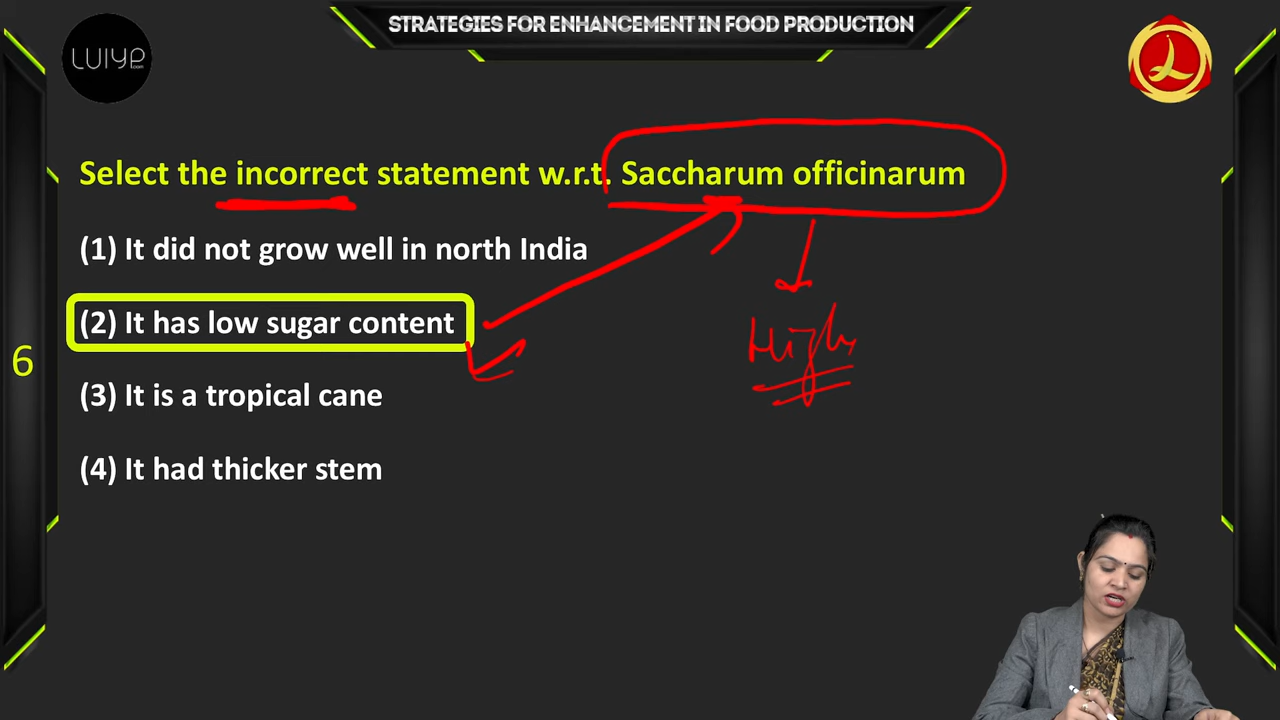 STRATEGIES FOR ENHANCEMENT IN FOOD PRODUCTION
LUIYP
.com
L
Select the incorrect statement w.r.t. Saccharum officinarum
(1) It did not grow well in north India
(2) It has low sugar content
High
6
(3) It is a tropical cane
(4) It had thicker stem